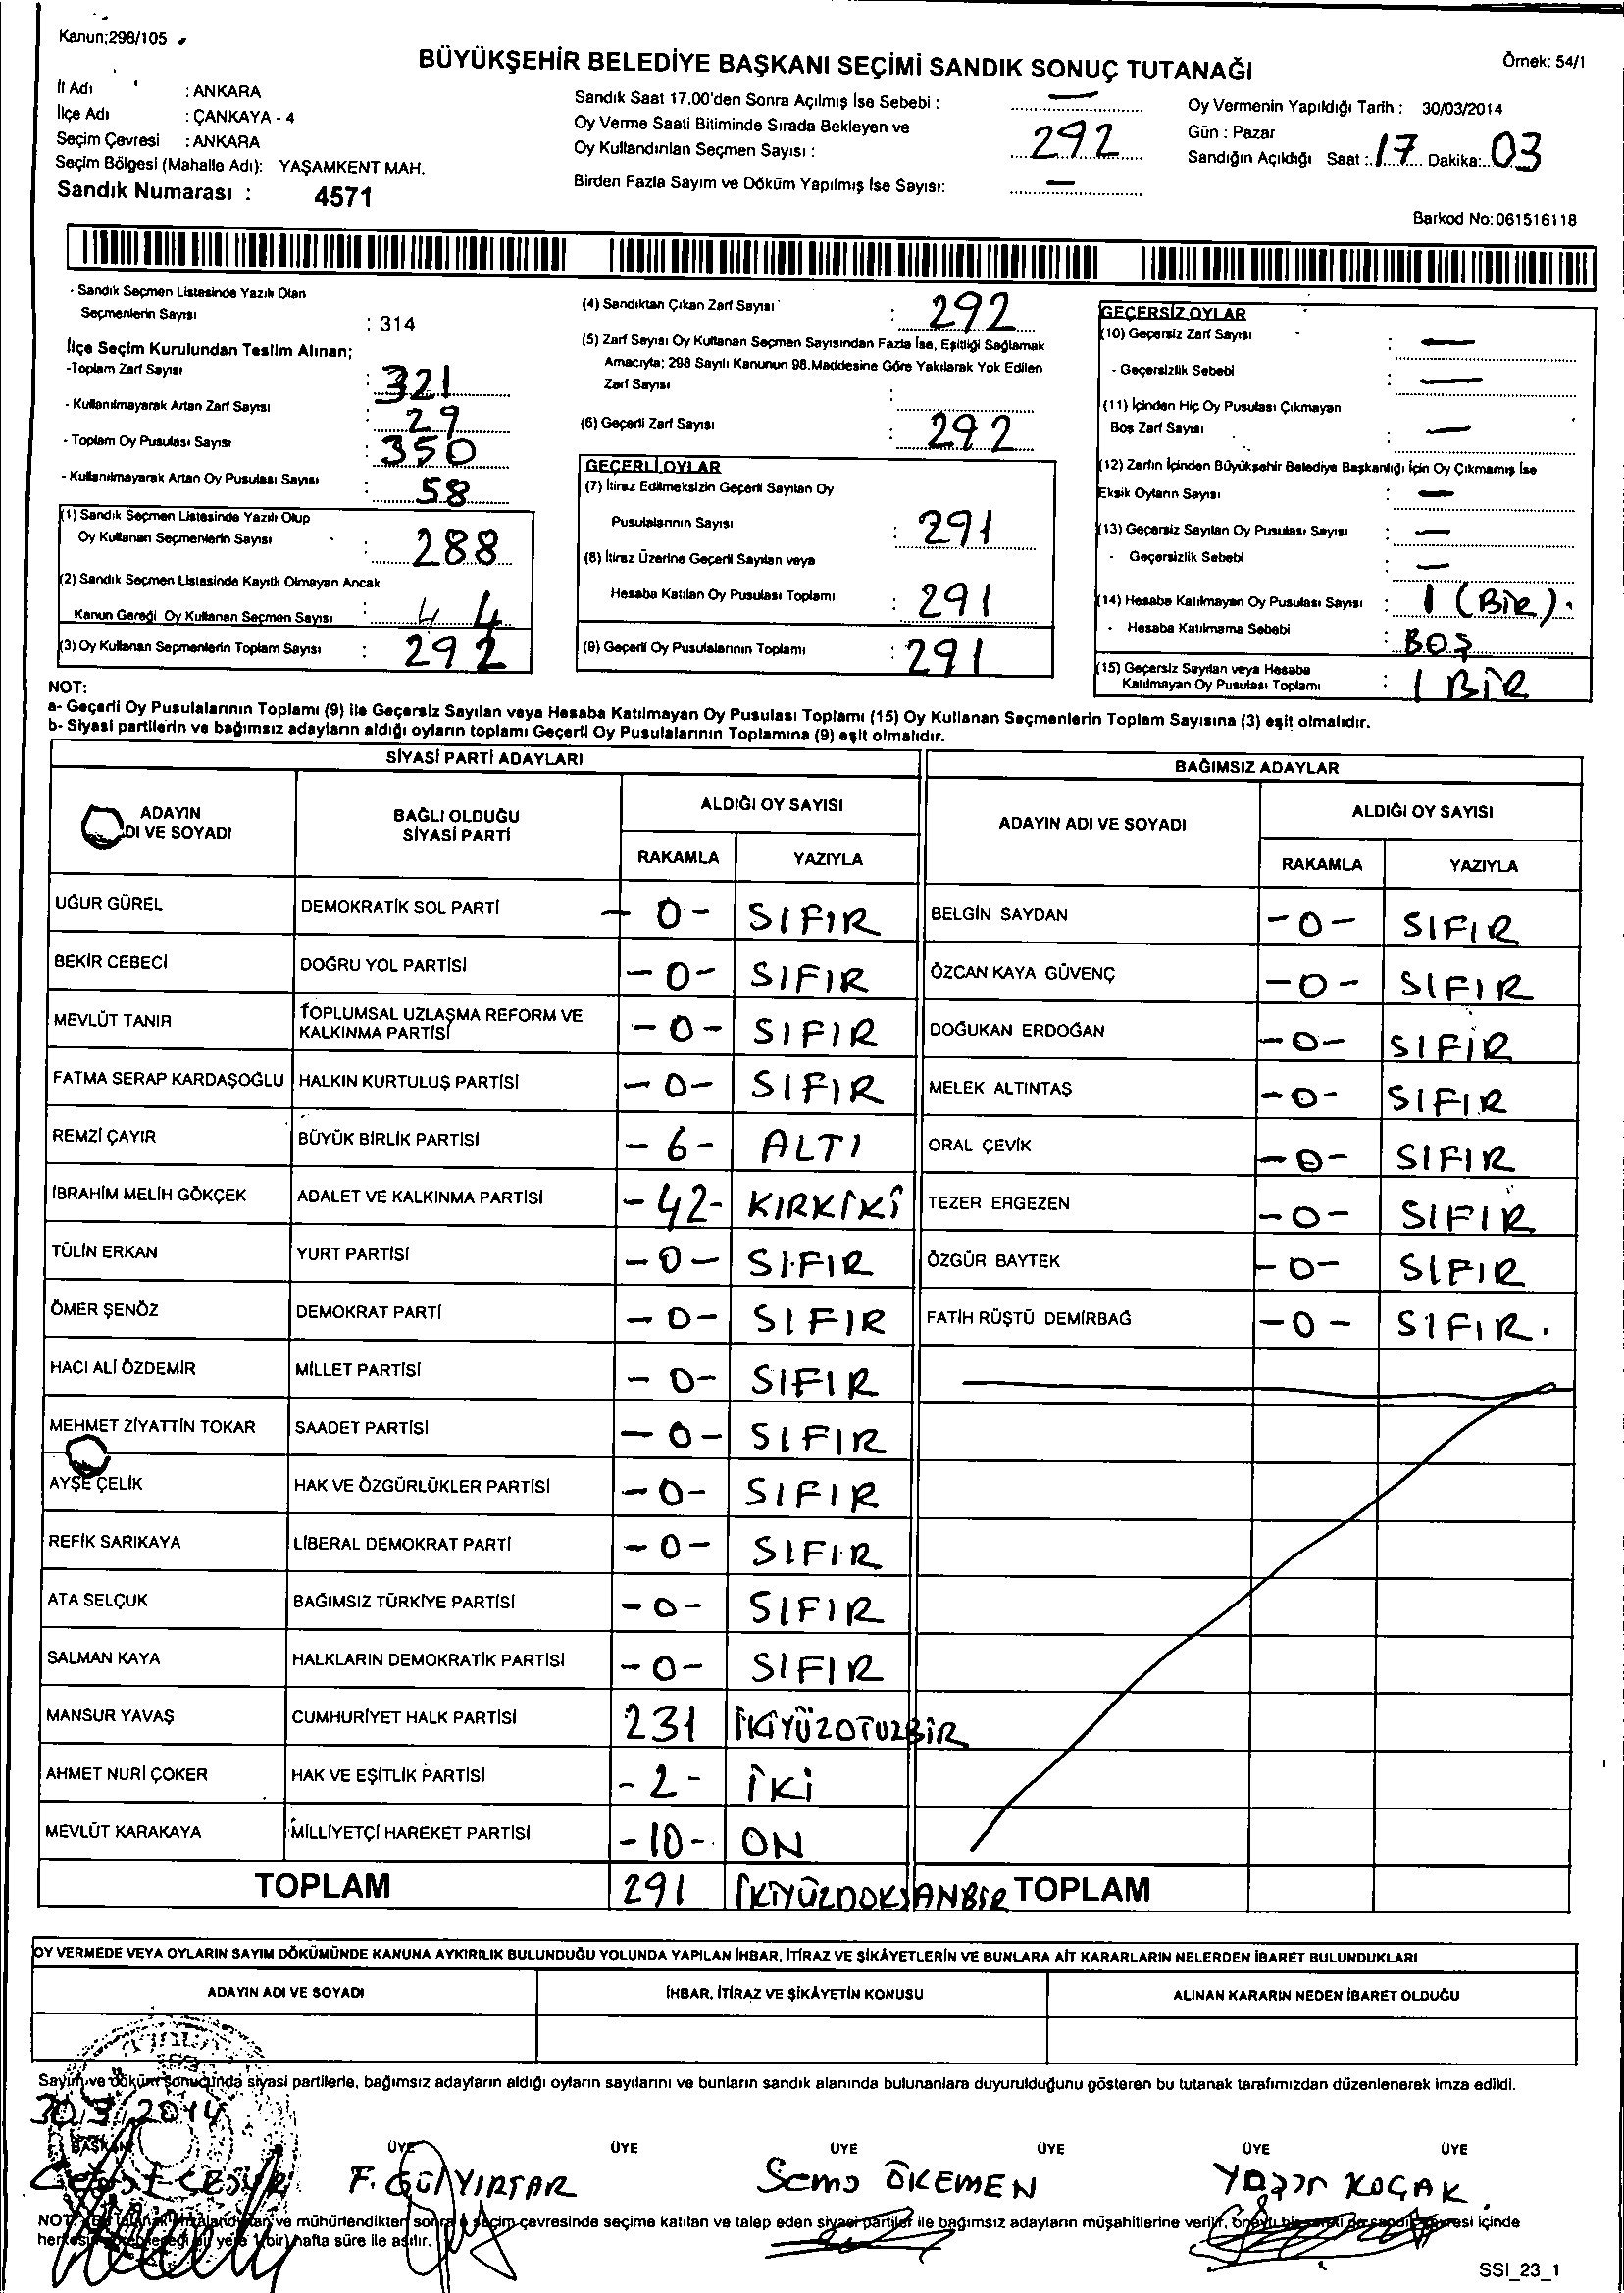 Kanun;298/105
Örnek: 54/1
BÜYÜKŞEHİR BELEDİYE BAŞKANI SEÇİMİ SANDIK SONUÇ TUTANAĞI
İl Adı : ANKARA
İlçe Adı : ÇANKAYA - 4
Seçim Çevresi : ANKARA
Seçim Bölgesi (Mahalle Adı): YAŞAMKENT MAH.
Sandık Numarası : 4571
Sandık Saat 17.00'den Sonra Açılmış İse Sebebi : —
Oy Verme Saati Bitiminde Sırada Bekleyen ve
Oy Kullandırılan Seçmen Sayısı : 292
Birden Fazla Sayım ve Döküm Yapılmış İse Sayısı: —
Oy Vermenin Yapıldığı Tarih : 30/03/2014
Gün : Pazar
Sandığın Açıldığı Saat : 17 Dakika: 03
Barkod No:061516118
- Sandık Seçmen Listesinde Yazılı Olan
Seçmenlerin Sayısı : 314
İlçe Seçim Kurulundan Teslim Alınan;
-Toplam Zarf Sayısı : 321
- Kullanılmayarak Artan Zarf Sayısı : 29
- Toplam Oy Pusulası Sayısı : 350
- Kullanılmayarak Artan Oy Pusulası Sayısı : 58
(1) Sandık Seçmen Listesinde Yazılı Olup
Oy Kullanan Seçmenlerin Sayısı : 288
(2) Sandık Seçmen Listesinde Kayıtlı Olmayan Ancak
Kanun Gereği Oy Kullanan Seçmen Sayısı : 4 4
(3) Oy Kullanan Seçmenlerin Toplam Sayısı : 292
(4) Sandıktan Çıkan Zarf Sayısı : 292
(5) Zarf Sayısı Oy Kullanan Seçmen Sayısından Fazla İse, Eşitliği Sağlamak
Amacıyla; 298 Sayılı Kanunun 98.Maddesine Göre Yakılarak Yok Edilen
Zarf Sayısı :
(6) Geçerli Zarf Sayısı : 292
GEÇERLİ OYLAR
(7) İtiraz Edilmeksizin Geçerli Sayılan Oy
Pusulalarının Sayısı : 291
(8) İtiraz Üzerine Geçerli Sayılan veya
Hesaba Katılan Oy Pusulası Toplamı : 291
(9) Geçerli Oy Pusulalarının Toplamı : 291
GEÇERSİZ OYLAR
(10) Geçersiz Zarf Sayısı : —
- Geçersizlik Sebebi : —
(11) İçinden Hiç Oy Pusulası Çıkmayan
Boş Zarf Sayısı : —
(12) Zarfın İçinden Büyükşehir Belediye Başkanlığı İçin Oy Çıkmamış İse
Eksik Oyların Sayısı : —
(13) Geçersiz Sayılan Oy Pusulası Sayısı : —
- Geçersizlik Sebebi : —
(14) Hesaba Katılmayan Oy Pusulası Sayısı : 1 (BİR).
- Hesaba Katılmama Sebebi : BOŞ
(15) Geçersiz Sayılan veya Hesaba
Katılmayan Oy Pusulası Toplamı : 1 BİR
NOT:
a- Geçerli Oy Pusulalarının Toplamı (9) ile Geçersiz Sayılan veya Hesaba Katılmayan Oy Pusulası Toplamı (15) Oy Kullanan Seçmenlerin Toplam Sayısına (3) eşit olmalıdır.
b- Siyasi partilerin ve bağımsız adayların aldığı oyların toplamı Geçerli Oy Pusulalarının Toplamına (9) eşit olmalıdır.
SİYASİ PARTİ ADAYLARI
ADAYIN
DI VE SOYADI
BAĞLI OLDUĞU
SİYASİ PARTİ
ALDIĞI OY SAYISI
RAKAMLA YAZIYLA
UĞUR GÜREL DEMOKRATİK SOL PARTİ - 0 - SIFIR
BEKİR CEBECİ DOĞRU YOL PARTİSİ - 0 - SIFIR
MEVLÜT TANIR TOPLUMSAL UZLAŞMA REFORM VE
KALKINMA PARTİSİ - 0 - SIFIR
FATMA SERAP KARDAŞOĞLU HALKIN KURTULUŞ PARTİSİ - 0 - SIFIR
REMZİ ÇAYIR BÜYÜK BİRLİK PARTİSİ - 6 - ALTI
İBRAHİM MELİH GÖKÇEK ADALET VE KALKINMA PARTİSİ - 42 - KIRKİKİ
TÜLİN ERKAN YURT PARTİSİ - 0 - SIFIR
ÖMER ŞENÖZ DEMOKRAT PARTİ - 0 - SIFIR
HACI ALİ ÖZDEMİR MİLLET PARTİSİ - 0 - SIFIR
MEHMET ZİYATTİN TOKAR SAADET PARTİSİ - 0 - SIFIR
AYŞE ÇELİK HAK VE ÖZGÜRLÜKLER PARTİSİ - 0 - SIFIR
REFİK SARIKAYA LİBERAL DEMOKRAT PARTİ - 0 - SIFIR
ATA SELÇUK BAĞIMSIZ TÜRKİYE PARTİSİ - 0 - SIFIR
SALMAN KAYA HALKLARIN DEMOKRATİK PARTİSİ - 0 - SIFIR
MANSUR YAVAŞ CUMHURİYET HALK PARTİSİ 231 İKİYÜZOTUZBİR
AHMET NURİ ÇOKER HAK VE EŞİTLİK PARTİSİ - 2 - İKİ
MEVLÜT KARAKAYA MİLLİYETÇİ HAREKET PARTİSİ - 10 - ON
TOPLAM 291 İKİYÜZDOKSANBİR
BAĞIMSIZ ADAYLAR
ADAYIN ADI VE SOYADI
ALDIĞI OY SAYISI
RAKAMLA YAZIYLA
BELGİN SAYDAN - 0 - SIFIR
ÖZCAN KAYA GÜVENÇ - 0 - SIFIR
DOĞUKAN ERDOĞAN - 0 - SIFIR
MELEK ALTINTAŞ - 0 - SIFIR
ORAL ÇEVİK - 0 - SIFIR
TEZER ERGEZEN - 0 - SIFIR
ÖZGÜR BAYTEK - 0 - SIFIR
FATİH RÜŞTÜ DEMİRBAĞ - 0 - SIFIR.
TOPLAM
OY VERMEDE VEYA OYLARIN SAYIM DÖKÜMÜNDE KANUNA AYKIRILIK BULUNDUĞU YOLUNDA YAPILAN İHBAR, İTİRAZ VE ŞİKÂYETLERİN VE BUNLARA AİT KARARLARIN NELERDEN İBARET BULUNDUKLARI
ADAYIN ADI VE SOYADI İHBAR, İTİRAZ VE ŞİKÂYETİN KONUSU ALINAN KARARIN NEDEN İBARET OLDUĞU
Sayım ve döküm sonucunda siyasi partilerle, bağımsız adayların aldığı oyların sayılarını ve bunların sandık alanında bulunanlara duyurulduğunu gösteren bu tutanak tarafımızdan düzenlenerek imza edildi.
30/3/2014
BAŞKAN ÜYE ÜYE ÜYE ÜYE ÜYE ÜYE
F. GÜLYIRTAR Sema ÖKEMEN Yaşar KOÇAK
NOT: ve mühürlendikten sonra seçim çevresinde seçime katılan ve talep eden siyasi partiler ile bağımsız adayların müşahitlerine verilir, içinde
hafta süre ile asılır.
SSI_23_1